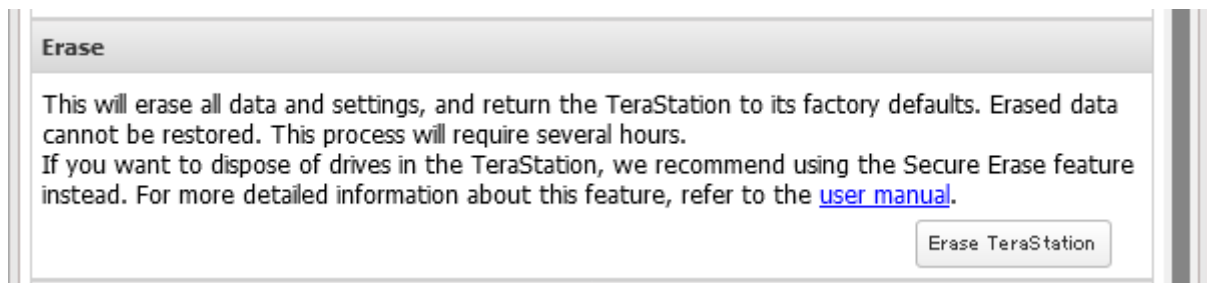 Erase
This will erase all data and settings, and return the TeraStation to its factory defaults. Erased data
cannot be restored. This process will require several hours.
If you want to dispose of drives in the TeraStation, we recommend using the Secure Erase feature
instead. For more detailed information about this feature, refer to the user manual.
Erase TeraStation